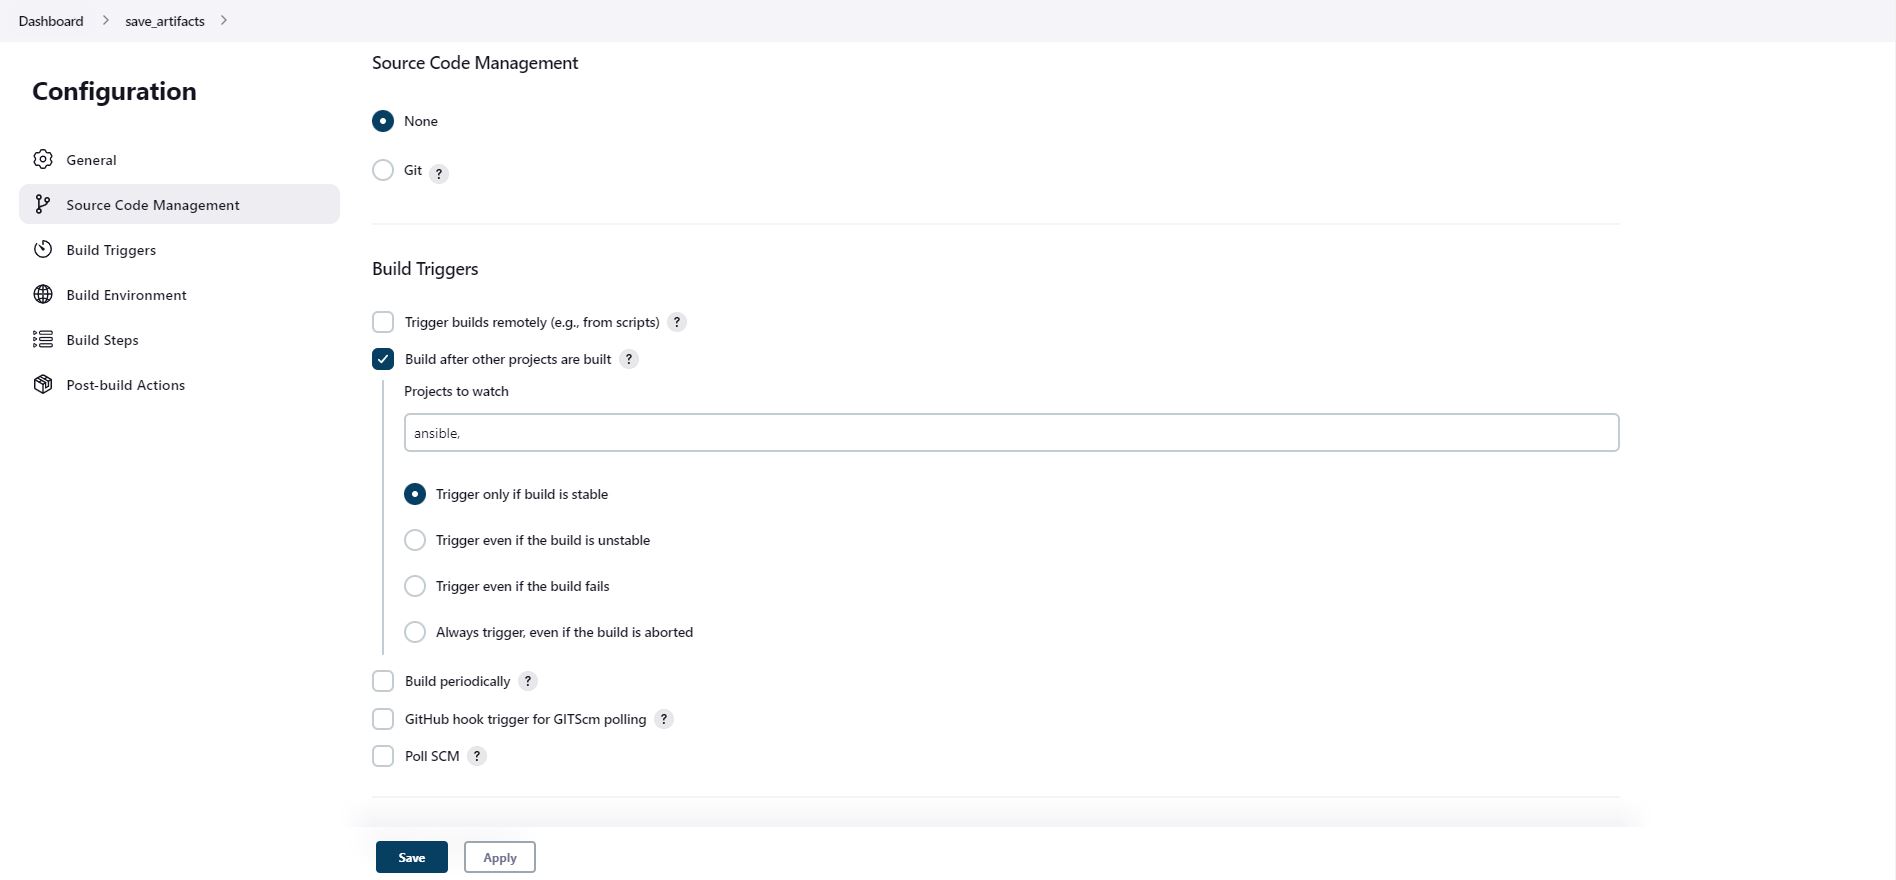 Dashboard > save_artifacts >
Configuration
General
Source Code Management
Build Triggers
Build Environment
Build Steps
Post-build Actions
Source Code Management
None
Git ?
Build Triggers
Trigger builds remotely (e.g., from scripts) ?
Build after other projects are built ?
Projects to watch
ansible,
Trigger only if build is stable
Trigger even if the build is unstable
Trigger even if the build fails
Always trigger, even if the build is aborted
Build periodically ?
GitHub hook trigger for GITScm polling ?
Poll SCM ?
Save Apply